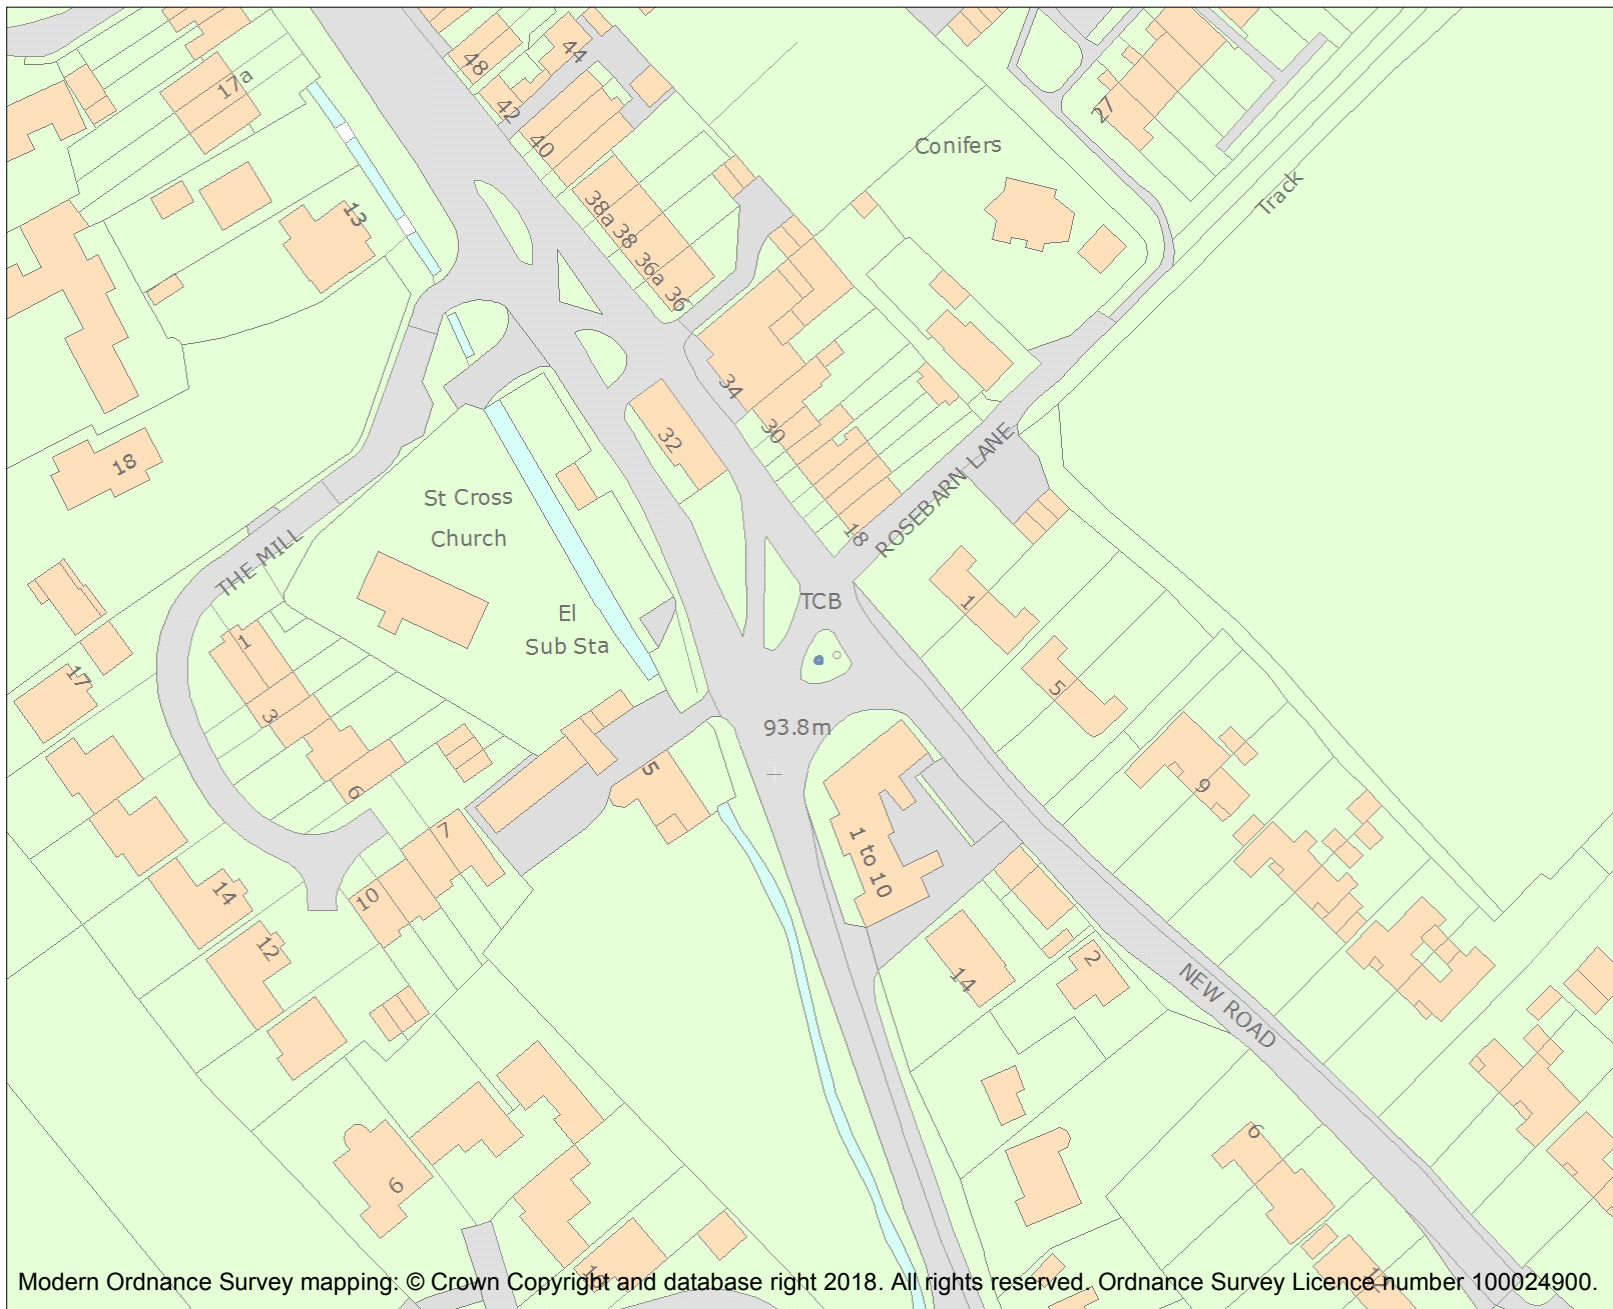 48
44
17a
42
27
40
Conifers
Track
13
38a
38
36a
36
34
32
30
18
St Cross
Church
ROSEBARN LANE
18
THE MILL
TCB
1
El
Sub Sta
1
17
3
5
93.8m
5
9
6
7
1 to 10
14
10
12
14
2
NEW ROAD
6
6
Modern Ordnance Survey mapping: © Crown Copyright and database right 2018. All rights reserved. Ordnance Survey Licence number 100024900.